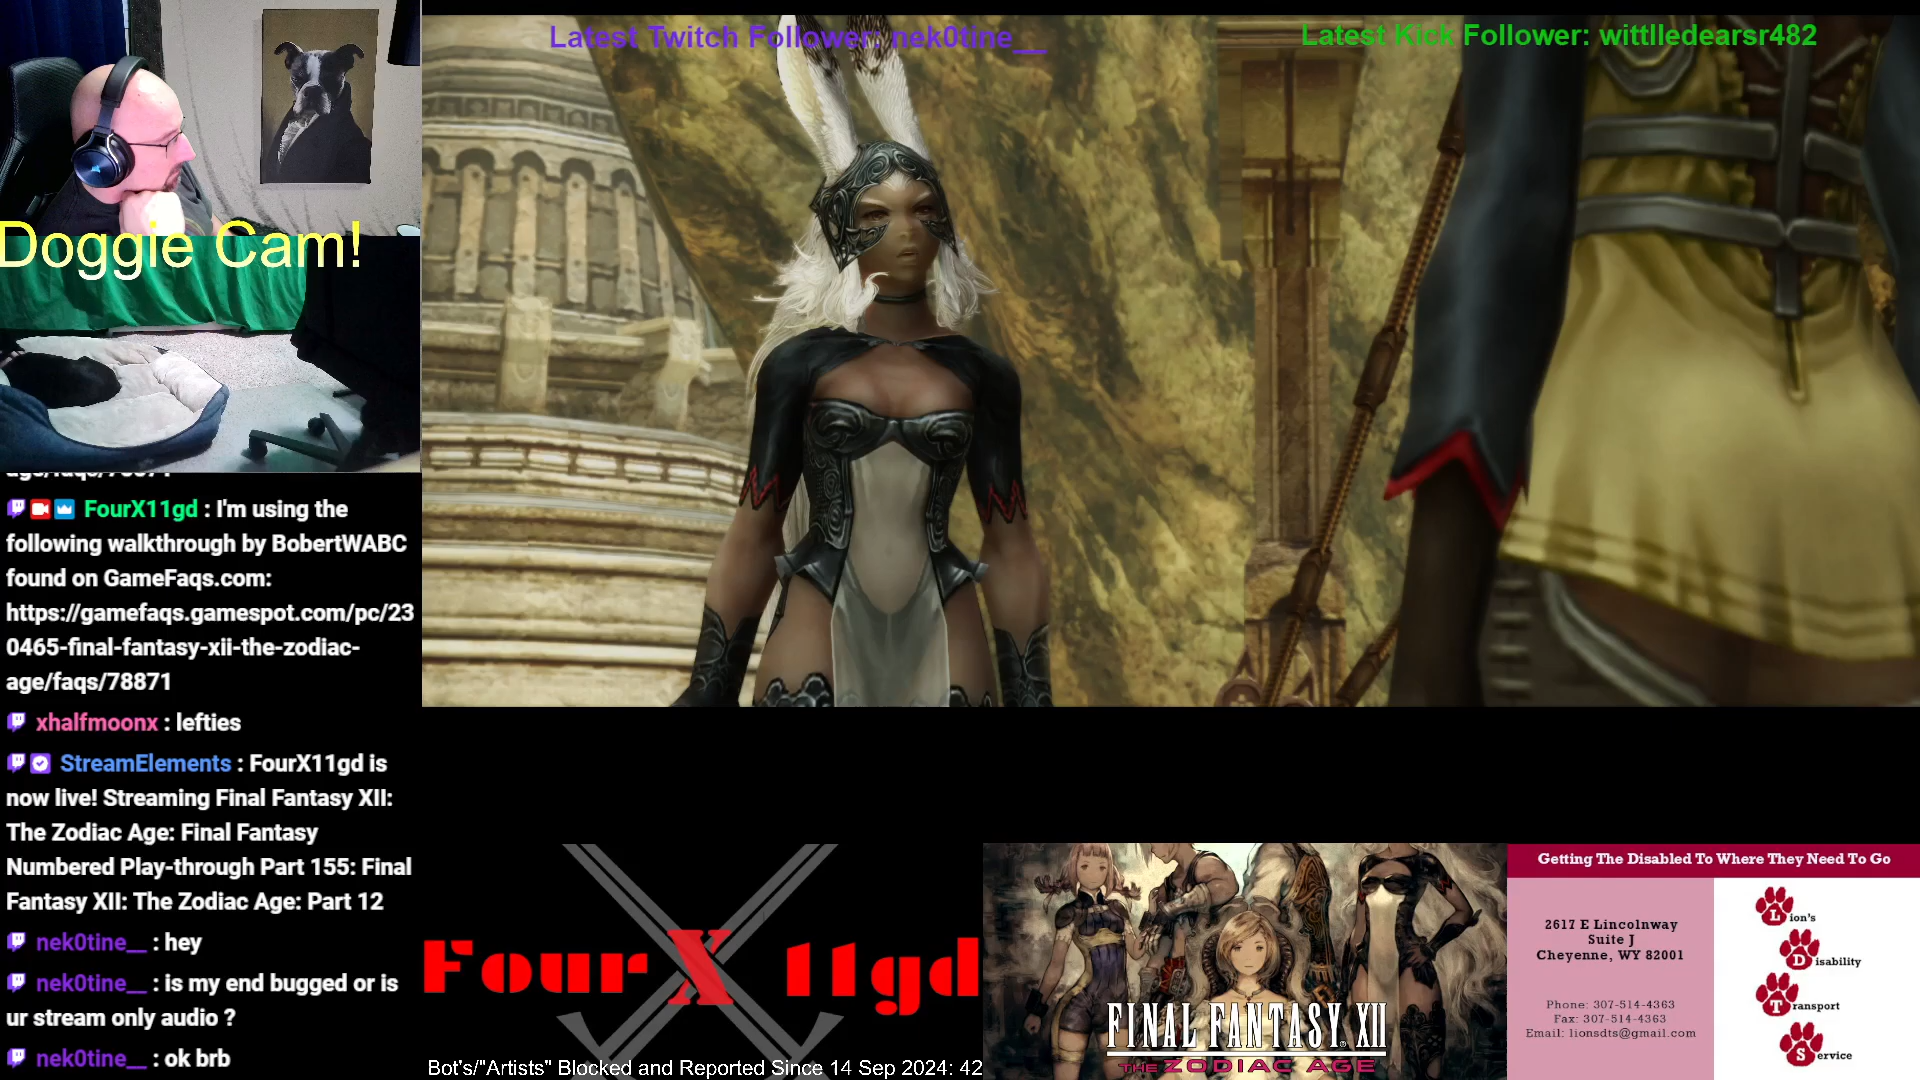 Latest Twitch Follower: nek0tine__
Latest Kick Follower: wittlledearsr482
Doggie Cam!
FourX11gd : I'm using the
following walkthrough by BobertWABC
found on GameFaqs.com:
https://gamefaqs.gamespot.com/pc/23
0465-final-fantasy-xii-the-zodiac-
age/faqs/78871
xhalfmoonx : lefties
StreamElements : FourX11gd is
now live! Streaming Final Fantasy XII:
The Zodiac Age: Final Fantasy
Numbered Play-through Part 155: Final
Fantasy XII: The Zodiac Age: Part 12
nek0tine__ : hey
nek0tine__ : is my end bugged or is
ur stream only audio ?
nek0tine__ : ok brb
Four X 11gd
Bot's/"Artists" Blocked and Reported Since 14 Sep 2024: 42
FINAL FANTASY XII
THE ZODIAC AGE
Getting The Disabled To Where They Need To Go
2617 E Lincolnway
Suite J
Cheyenne, WY 82001
Phone: 307-514-4363
Fax: 307-514-4363
Email: lionsdts@gmail.com
Lion's
Disability
Transport
Service